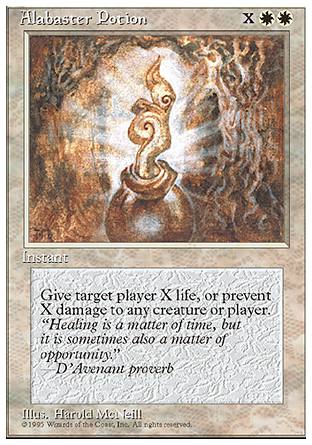 Alabaster Potion X
Instant
Give target player X life, or prevent
X damage to any creature or player.
“Healing is a matter of time, but
it is sometimes also a matter of
opportunity.”
—D'Avenant proverb
Illus. Harold McNeill
©1995 Wizards of the Coast, Inc. All rights reserved.